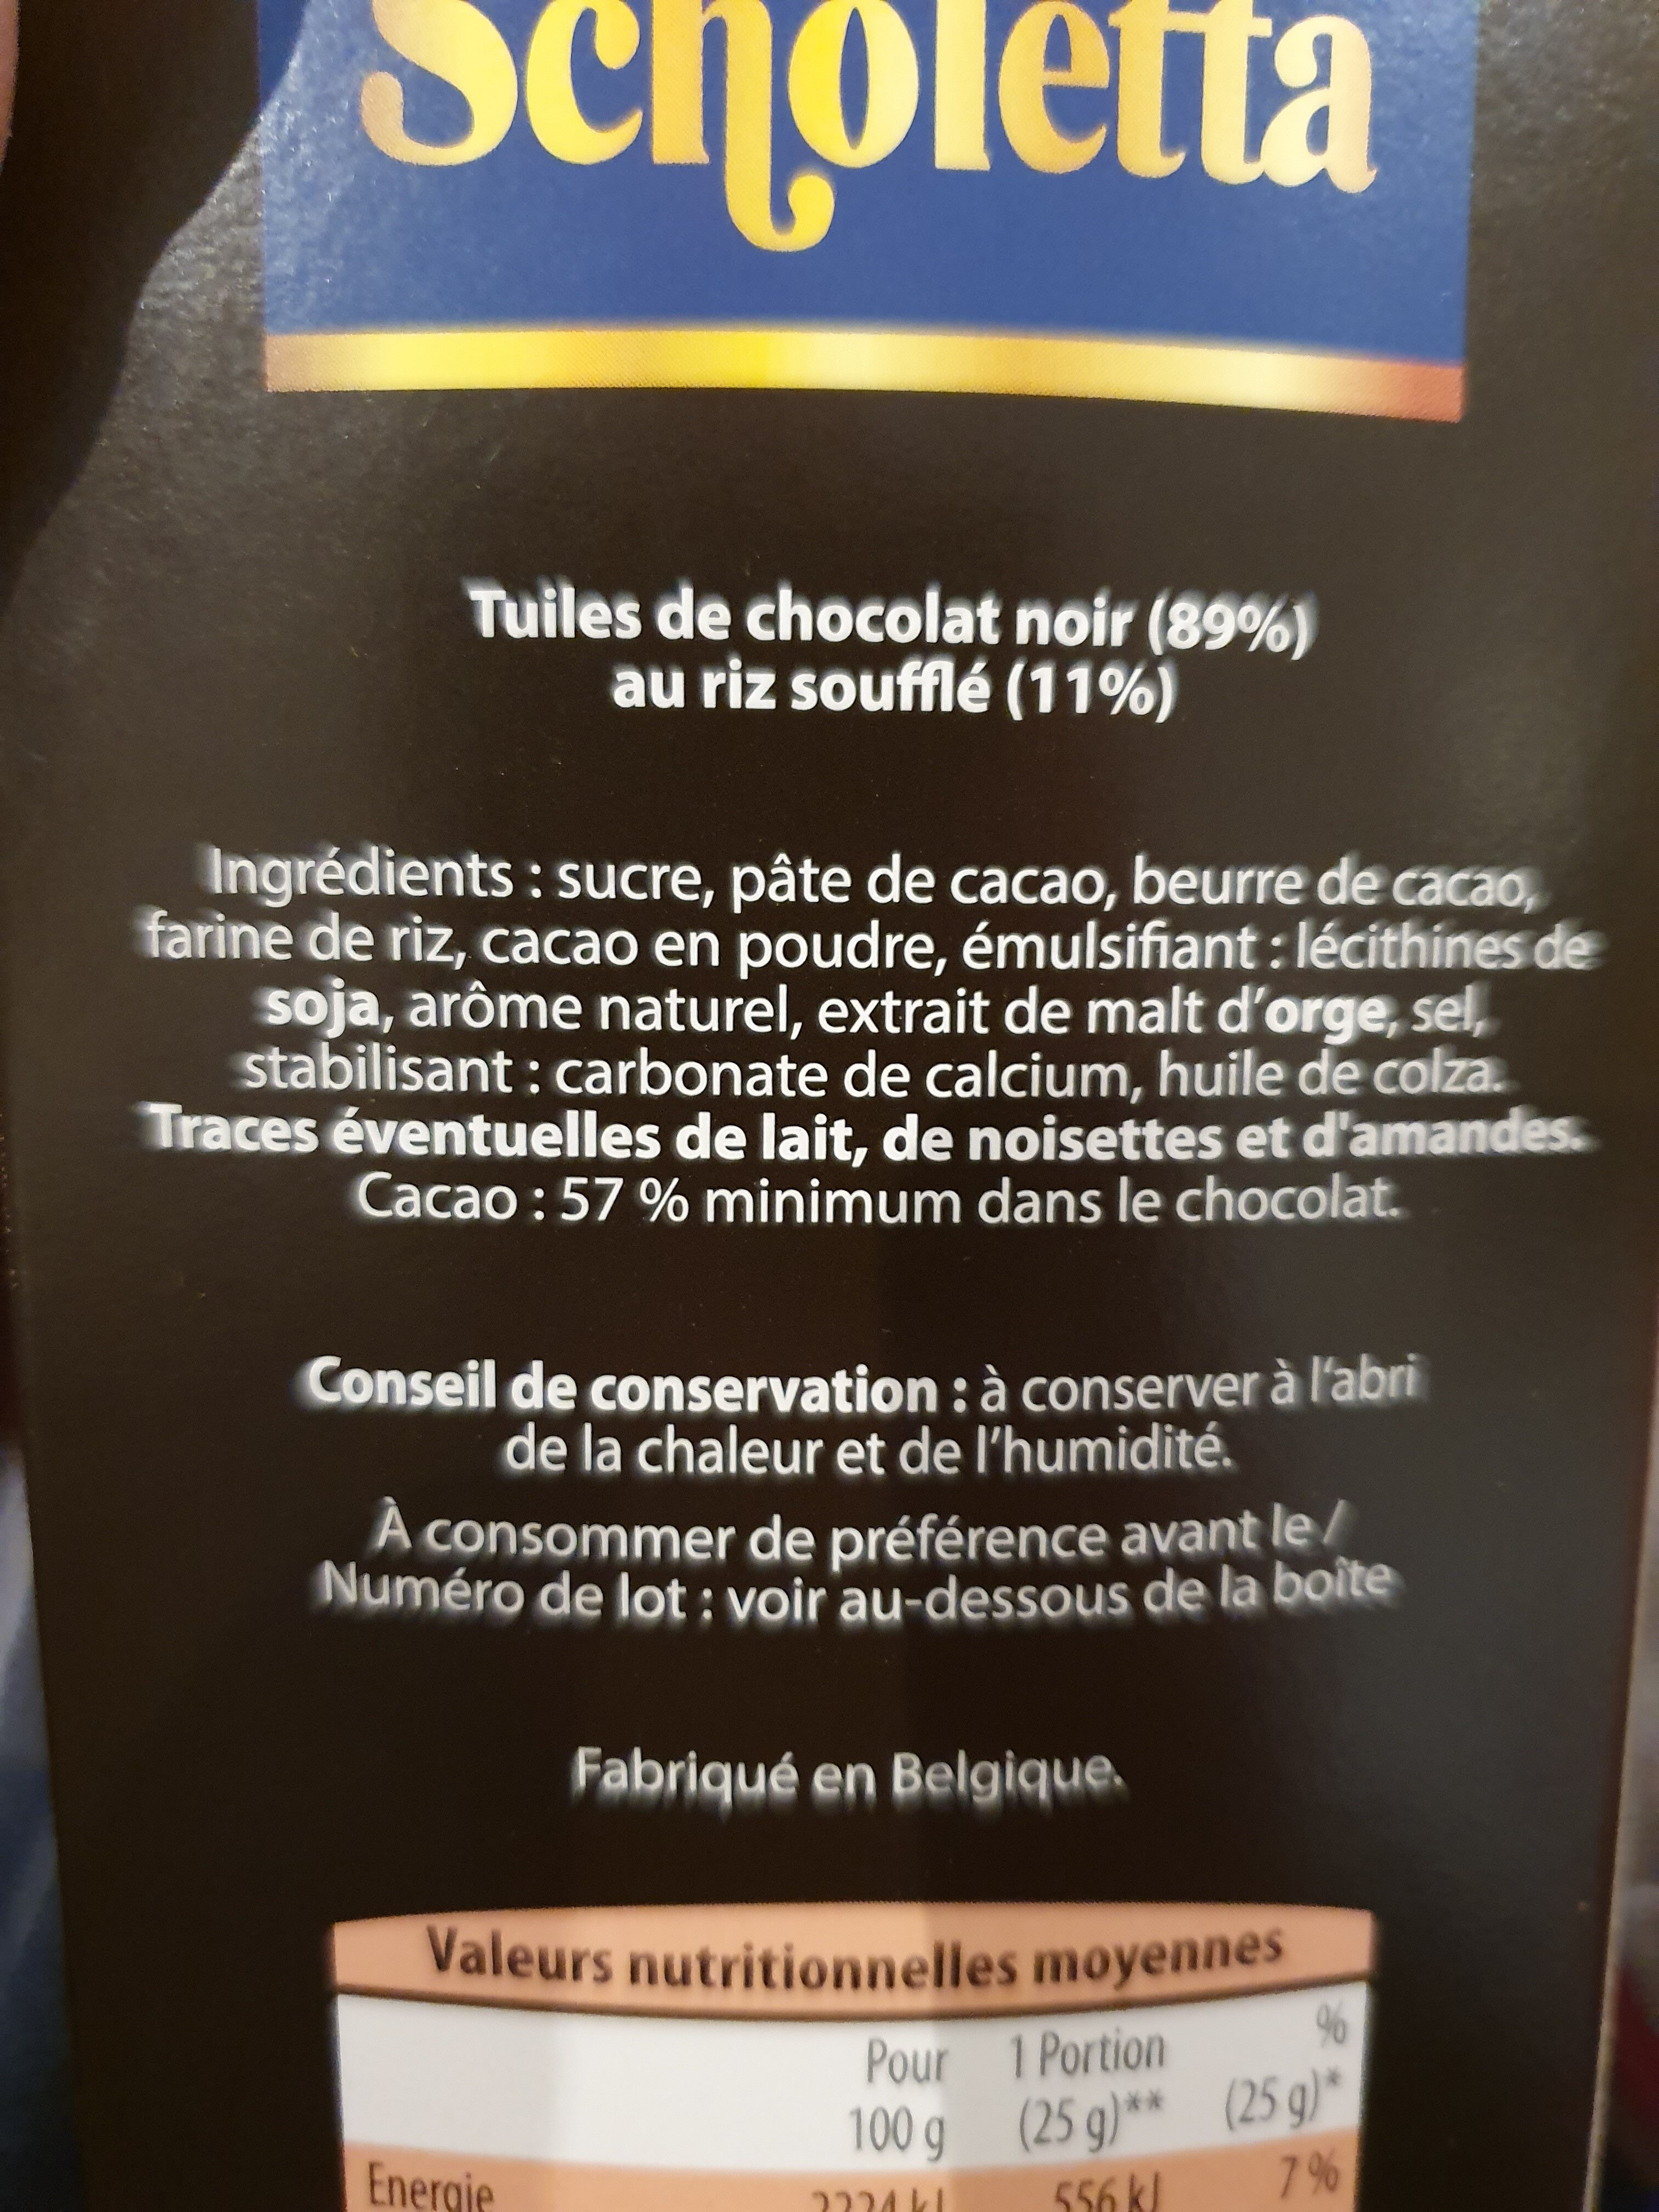 Scholetta
Tuiles de chocolat noir (89%)
au riz soufflé (11%)
Ingrédients : sucre, pâte de cacao, beurre de cacao,
farine de riz, cacao en poudre, émulsifiant : lécithines de
soja, arôme naturel, extrait de malt d’orge, sel,
stabilisant : carbonate de calcium, huile de colza.
Traces éventuelles de lait, de noisettes et d'amandes.
Cacao : 57 % minimum dans le chocolat.
Conseil de conservation : à conserver à l’abri
de la chaleur et de l’humidité.
À consommer de préférence avant le /
Numéro de lot : voir au-dessous de la boîte
Fabriqué en Belgique.
Valeurs nutritionnelles moyennes
Pour 1 Portion %
100 g (25 g)** (25 g)*
Energie 2224 kJ 556 kJ 7 %